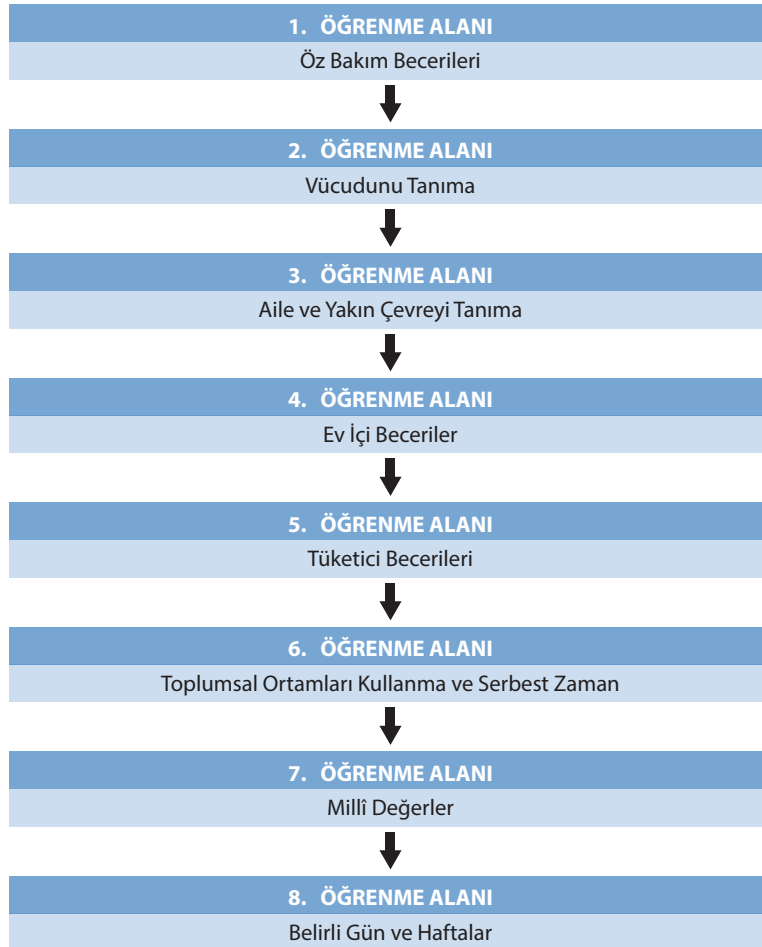 1. ÖĞRENME ALANI
Öz Bakım Becerileri
2. ÖĞRENME ALANI
Vücudunu Tanıma
3. ÖĞRENME ALANI
Aile ve Yakın Çevreyi Tanıma
4. ÖĞRENME ALANI
Ev İçi Beceriler
5. ÖĞRENME ALANI
Tüketici Becerileri
6. ÖĞRENME ALANI
Toplumsal Ortamları Kullanma ve Serbest Zaman
7. ÖĞRENME ALANI
Millî Değerler
8. ÖĞRENME ALANI
Belirli Gün ve Haftalar